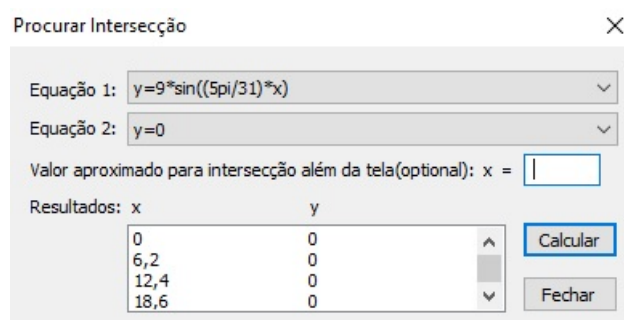 Procurar Intersecção
Equação 1: y=9*sin((5pi/31)*x)
Equação 2: y=0
Valor aproximado para intersecção além da tela(optional): x =
Resultados: x y
0 0
6,2 0
12,4 0
18,6 0
Calcular
Fechar